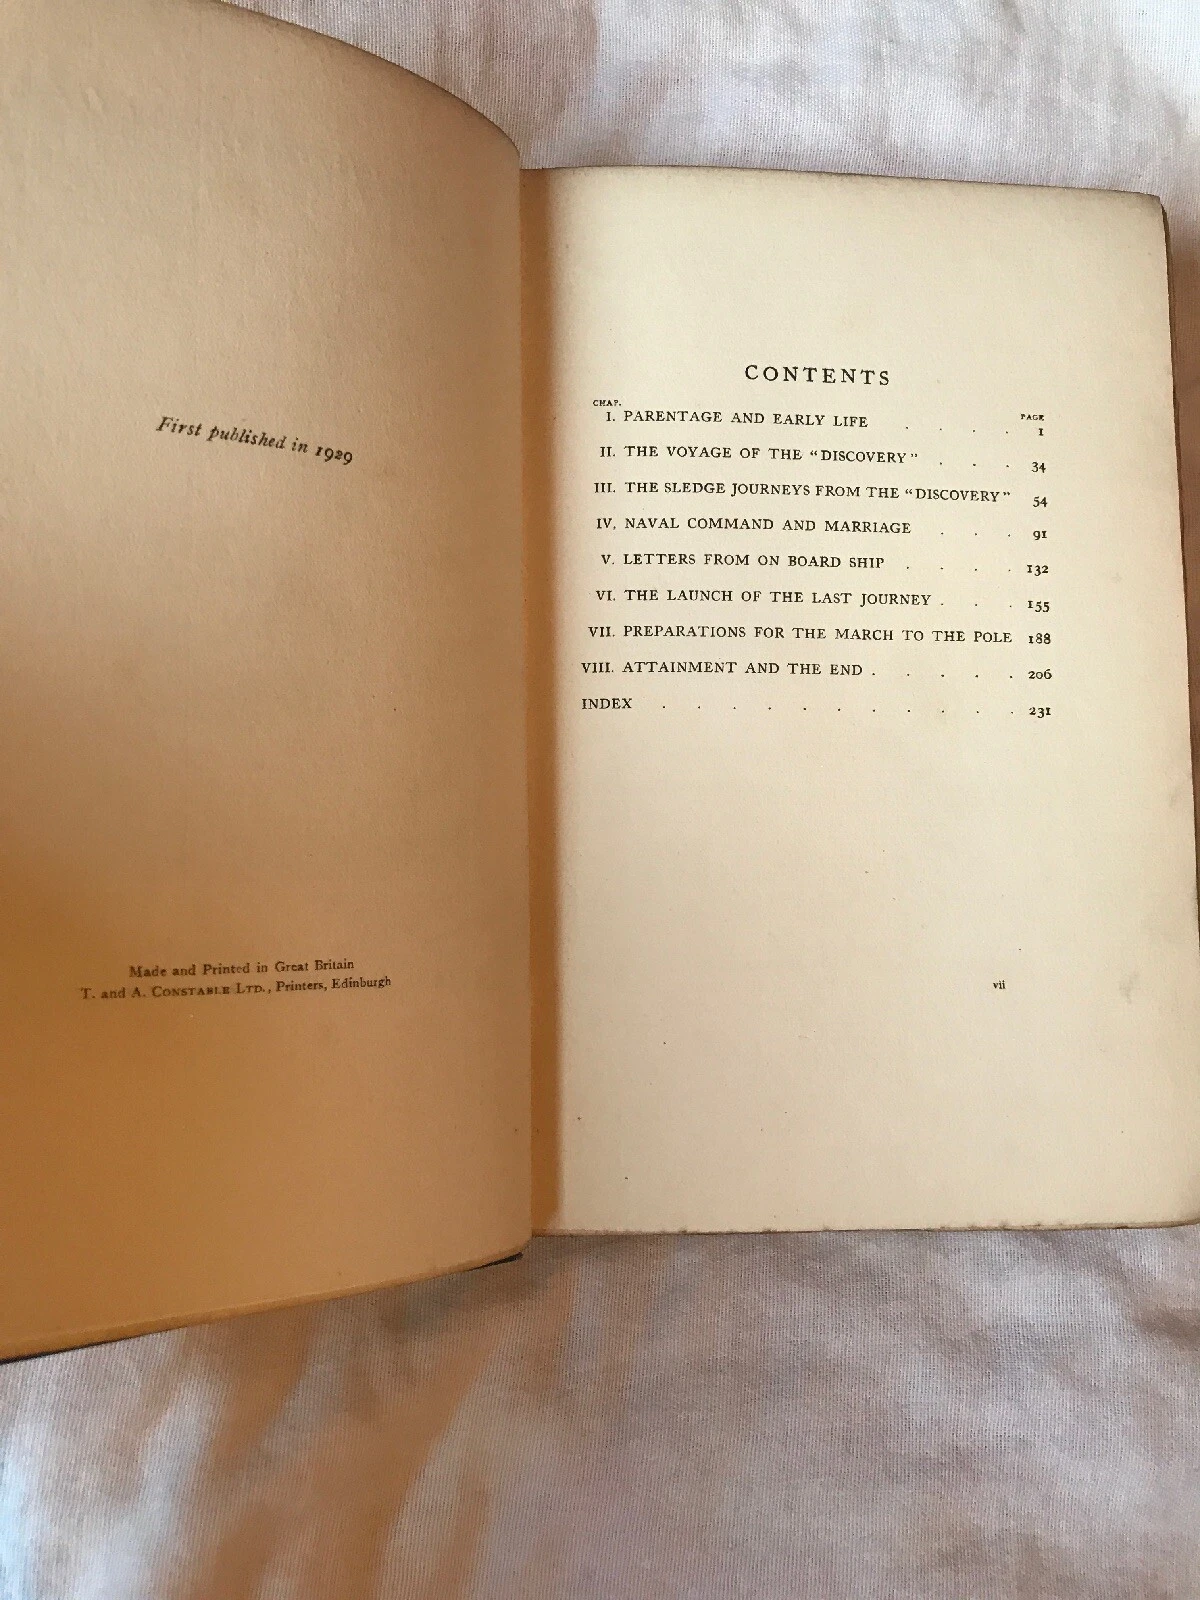 First published in 1929
Made and Printed in Great Britain
T. and A. CONSTABLE LTD., Printers, Edinburgh
CONTENTS
CHAP. PAGE
I. PARENTAGE AND EARLY LIFE . . . . 1
II. THE VOYAGE OF THE "DISCOVERY" . . . 34
III. THE SLEDGE JOURNEYS FROM THE "DISCOVERY" 54
IV. NAVAL COMMAND AND MARRIAGE . . . 91
V. LETTERS FROM ON BOARD SHIP . . . . 132
VI. THE LAUNCH OF THE LAST JOURNEY . . . 155
VII. PREPARATIONS FOR THE MARCH TO THE POLE 188
VIII. ATTAINMENT AND THE END . . . . . 206
INDEX . . . . . . . . . . . 231
vii